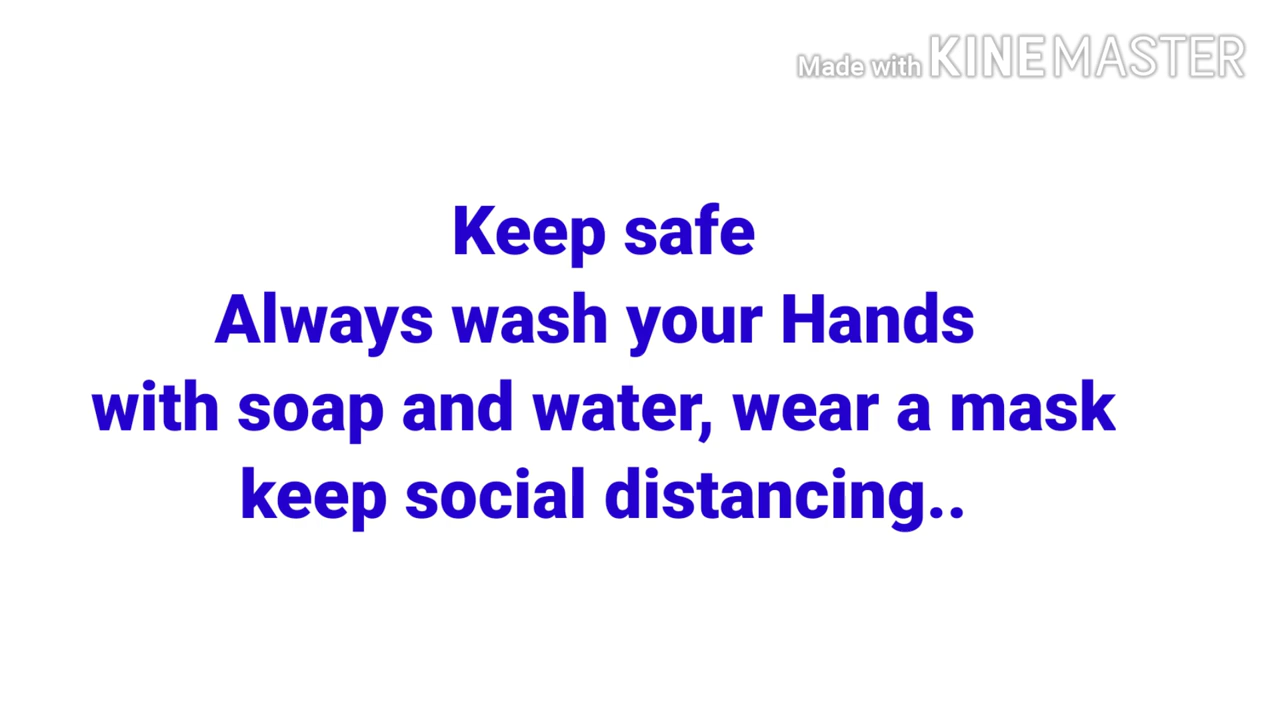 Made with KINEMASTER
Keep safe
Always wash your Hands
with soap and water, wear a mask
keep social distancing..